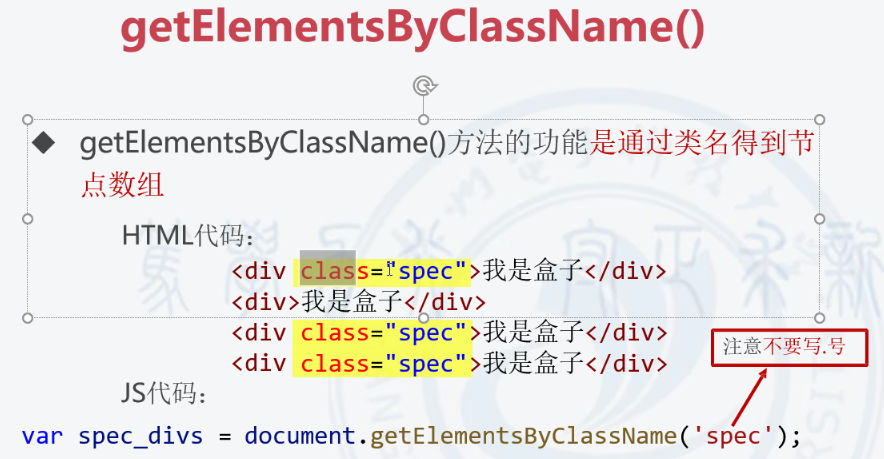 getElementsByClassName()
◆ getElementsByClassName()方法的功能是通过类名得到节
点数组
HTML代码：
<div class="spec">我是盒子</div>
<div>我是盒子</div>
<div class="spec">我是盒子</div>
<div class="spec">我是盒子</div>
注意不要写.号
JS代码：
var spec_divs = document.getElementsByClassName('spec');